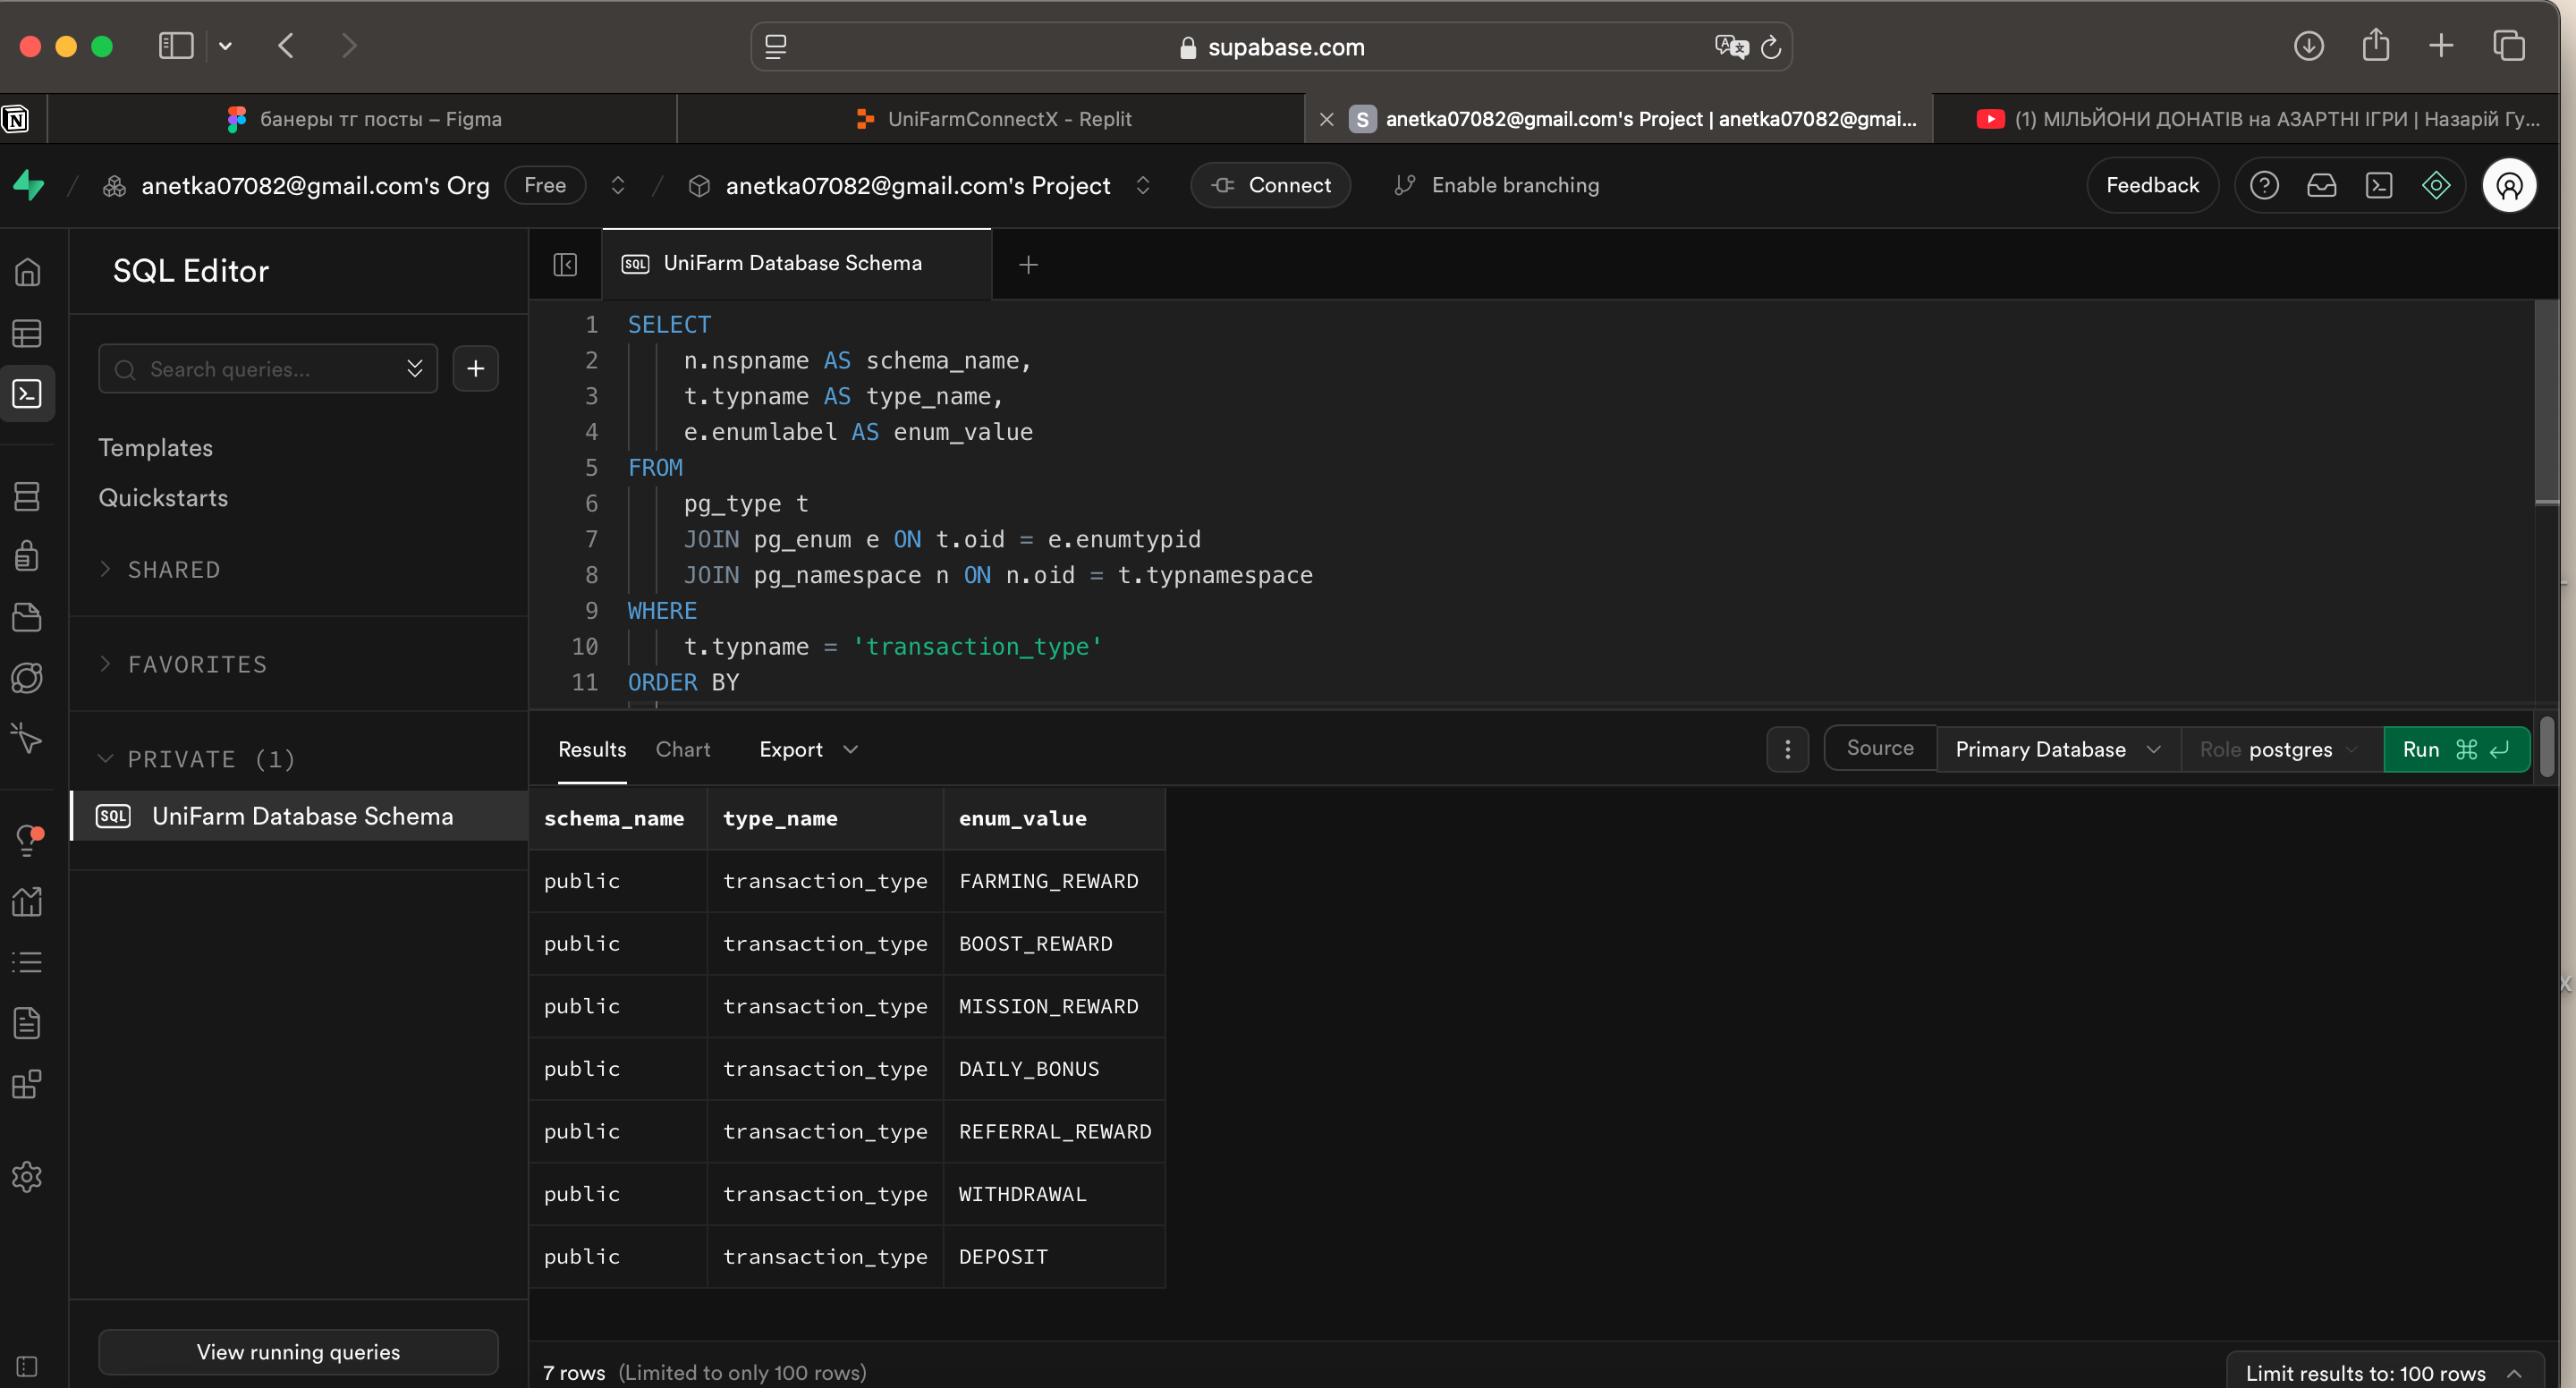 supabase.com
банеры тг посты – Figma
UniFarmConnectX - Replit
S anetka07082@gmail.com's Project | anetka07082@gmai...
(1) МІЛЬЙОНИ ДОНАТІВ на АЗАРТНІ ІГРИ | Назарій Гу...
anetka07082@gmail.com's Org Free
anetka07082@gmail.com's Project
Connect
Enable branching
Feedback
SQL Editor
Search queries...
Templates
Quickstarts
SHARED
FAVORITES
PRIVATE (1)
SQL UniFarm Database Schema
View running queries
SQL UniFarm Database Schema
1 SELECT
2 n.nspname AS schema_name,
3 t.typname AS type_name,
4 e.enumlabel AS enum_value
5 FROM
6 pg_type t
7 JOIN pg_enum e ON t.oid = e.enumtypid
8 JOIN pg_namespace n ON n.oid = t.typnamespace
9 WHERE
10 t.typname = 'transaction_type'
11 ORDER BY
Results Chart Export
Source Primary Database Role postgres Run ⌘ ↵
schema_name type_name enum_value
public transaction_type FARMING_REWARD
public transaction_type BOOST_REWARD
public transaction_type MISSION_REWARD
public transaction_type DAILY_BONUS
public transaction_type REFERRAL_REWARD
public transaction_type WITHDRAWAL
public transaction_type DEPOSIT
7 rows (Limited to only 100 rows)
Limit results to: 100 rows